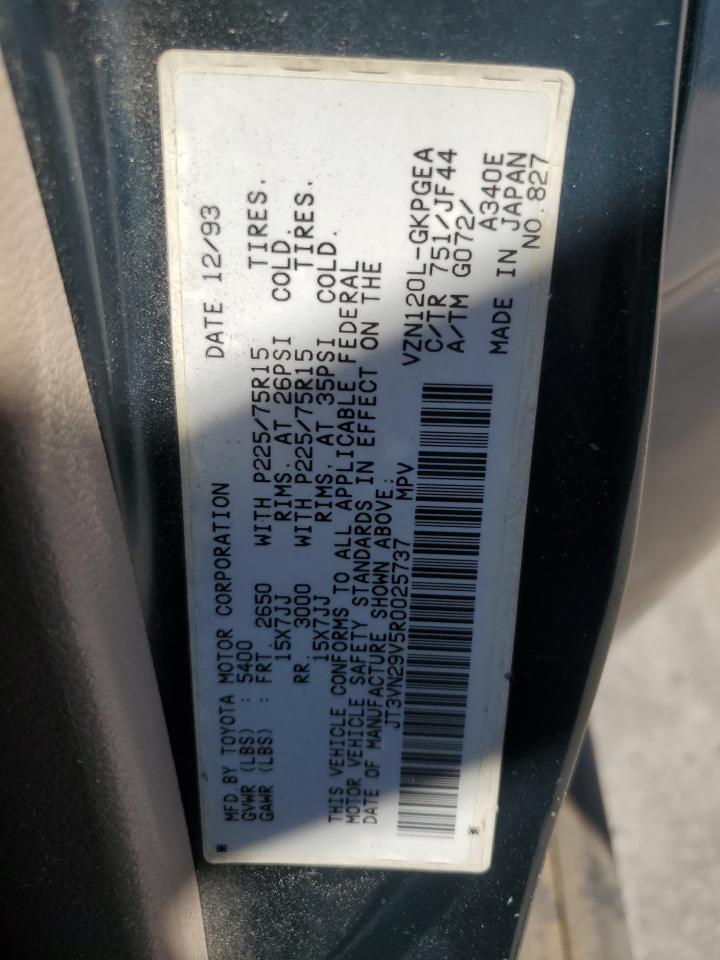 MFD. BY TOYOTA MOTOR CORPORATION DATE 12/93
GVWR (LBS) : 5400
GAWR (LBS) : FRT. 2650 WITH P225/75R15 TIRES.
15X7JJ RIMS. AT 26PSI COLD.
RR. 3000 WITH P225/75R15 TIRES.
15X7JJ RIMS. AT 35PSI COLD.
THIS VEHICLE CONFORMS TO ALL APPLICABLE FEDERAL
MOTOR VEHICLE SAFETY STANDARDS IN EFFECT ON THE
DATE OF MANUFACTURE SHOWN ABOVE.
JT3VN29V5R0025737 MPV
* *
VZN120L-GKPGEA
C/TR 751/JF44
A/TM G072/ A340E
MADE IN JAPAN
NO.827